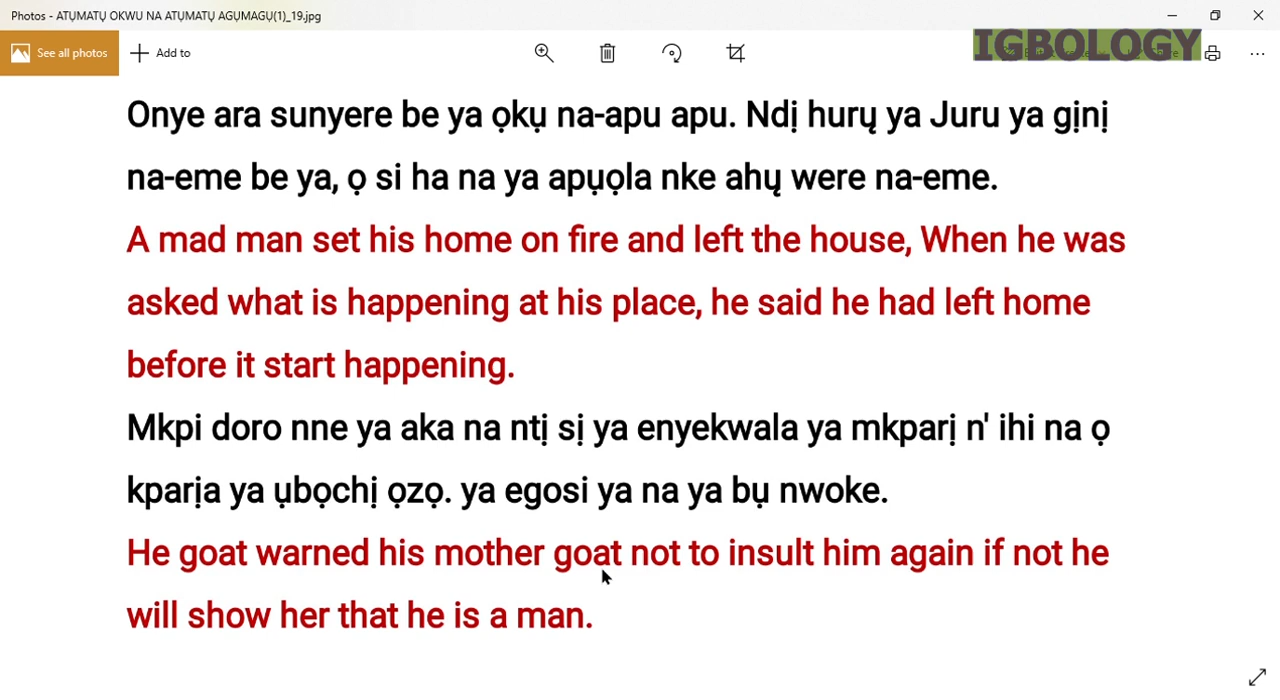 Photos - ATỤMATỤ OKWU NA ATỤMATỤ AGỤMAGỤ(1)_19.jpg
See all photos
Add to
IGBOLOGY
Onye ara sunyere be ya ọkụ na-apu apu. Ndị hurụ ya Juru ya gịnị
na-eme be ya, ọ si ha na ya apụọla nke ahụ were na-eme.
A mad man set his home on fire and left the house, When he was
asked what is happening at his place, he said he had left home
before it start happening.
Mkpi doro nne ya aka na ntị sị ya enyekwala ya mkparị n' ihi na ọ
kparịa ya ụbọchị ọzọ. ya egosi ya na ya bụ nwoke.
He goat warned his mother goat not to insult him again if not he
will show her that he is a man.